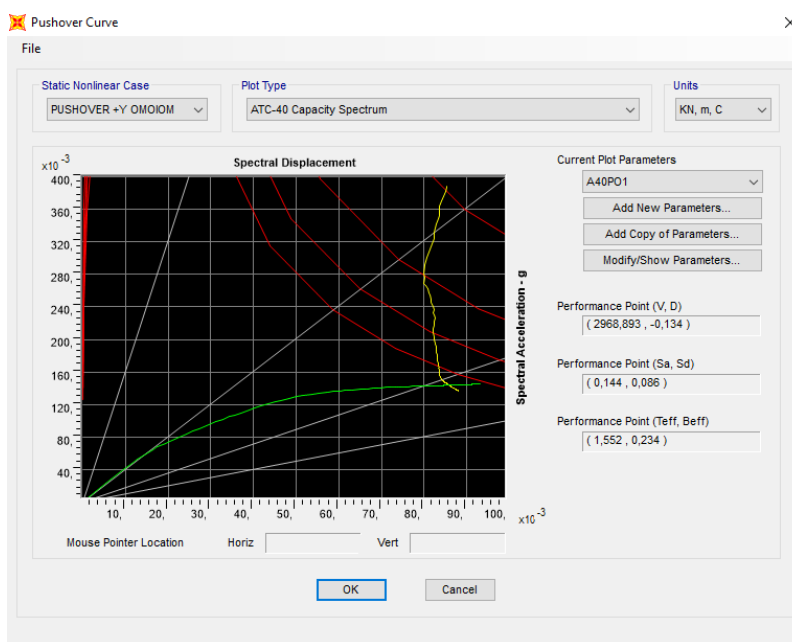 Pushover Curve
File
Static Nonlinear Case
Plot Type
Units
PUSHOVER +Y OMOIOM
ATC-40 Capacity Spectrum
KN, m, C
x10 -3
Spectral Displacement
400,
360,
320,
280,
240,
200,
160,
120,
80,
40,
10, 20, 30, 40, 50, 60, 70, 80, 90, 100,
x10 -3
Spectral Acceleration - g
Mouse Pointer Location Horiz Vert
Current Plot Parameters
A40PO1
Add New Parameters...
Add Copy of Parameters...
Modify/Show Parameters...
Performance Point (V, D)
( 2968,893 , -0,134 )
Performance Point (Sa, Sd)
( 0,144 , 0,086 )
Performance Point (Teff, Beff)
( 1,552 , 0,234 )
OK Cancel